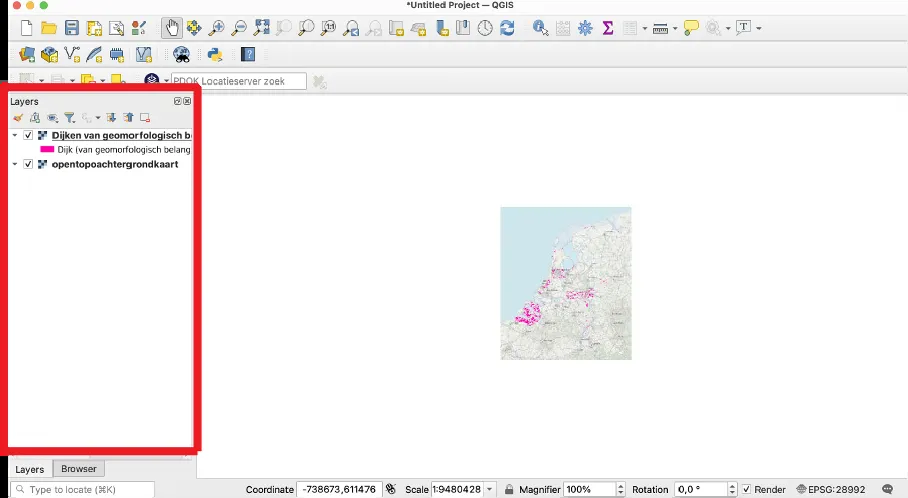 *Untitled Project — QGIS
PDOK Locatieserver zoek
Layers
Dijken van geomorfologisch be
Dijk (van geomorfologisch belang
opentopoachtergrondkaart
Layers Browser
Type to locate (⌘K) Coordinate -738673,611476 Scale 1:9480428 Magnifier 100% Rotation 0,0 ° Render EPSG:28992